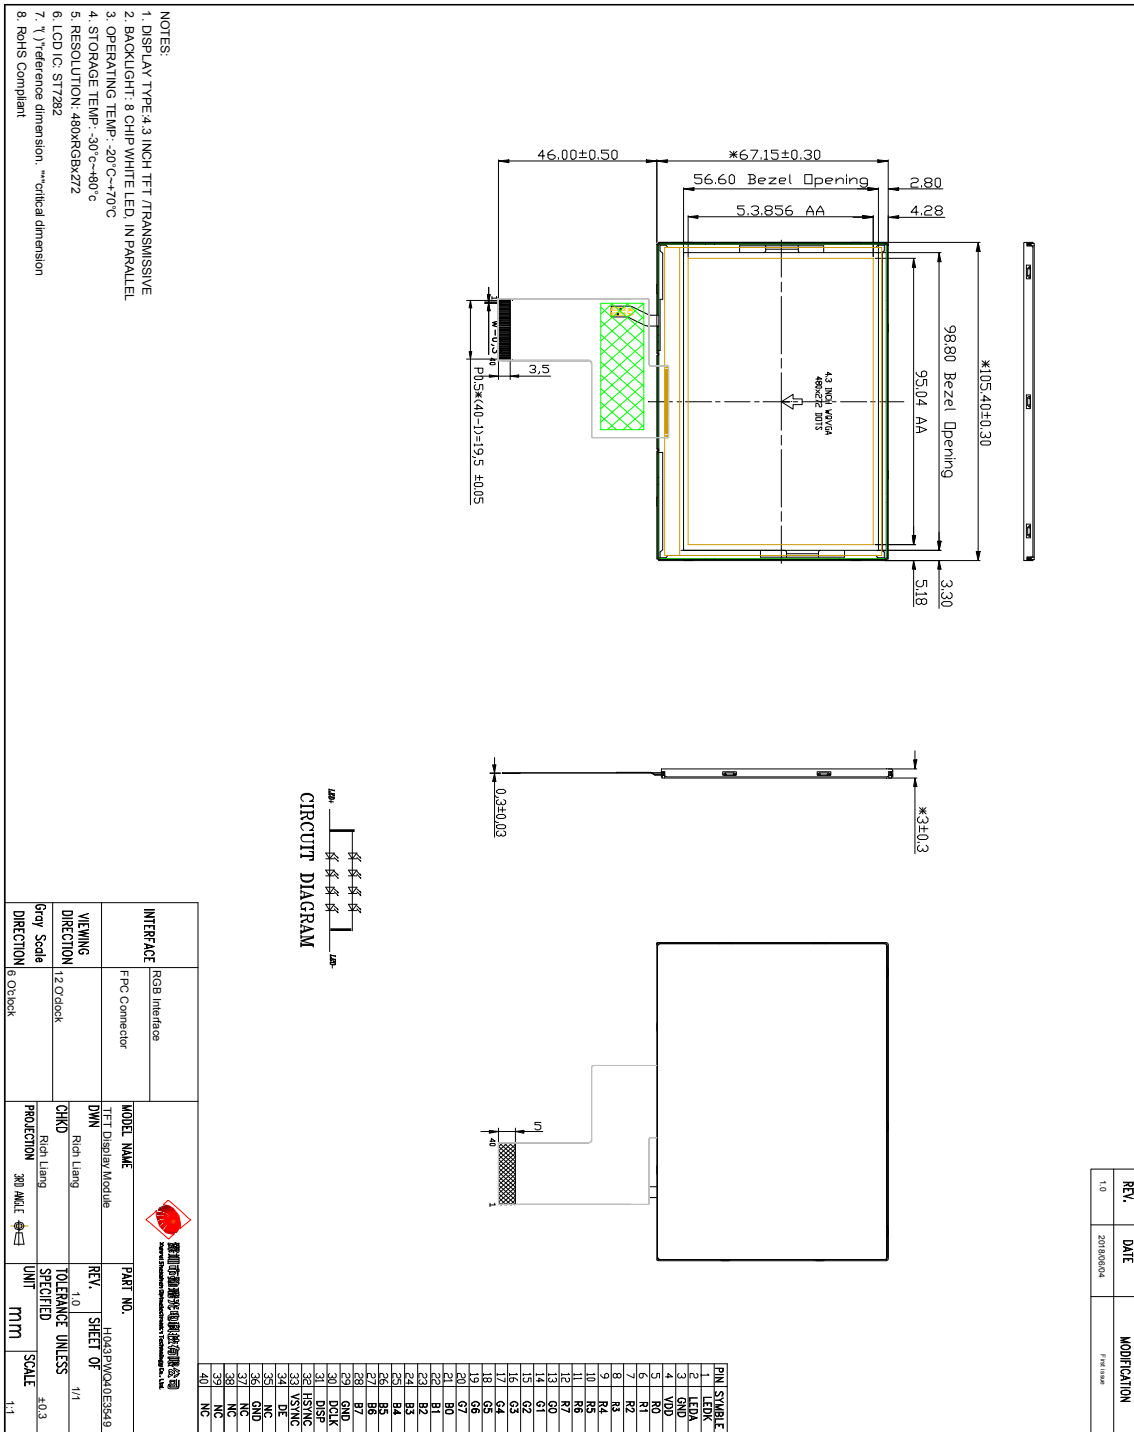 REV.
DATE
MODIFICATION
1.0
2018/06/04
First Issue
*105.40±0.30
98.80 Bezel Opening
95.04 AA
3.30
5.18
2.80
4.28
*67.15±0.30
56.60 Bezel Opening
5.3.856 AA
46.00±0.50
4.3 INCH WQVGA
480x272 DOTS
3,5
W=0,3
40
P0.5*(40-1)=19,5 ±0.05
*3±0.3
0,3±0,03
5
40
1
LED+
LED-
CIRCUIT DIAGRAM
NOTES:
1. DISPLAY TYPE:4.3 INCH TFT /TRANSMISSIVE
2. BACKLIGHT: 8 CHIP WHITE LED, IN PARALLEL
3. OPERATING TEMP: -20°C~+70°C
4. STORAGE TEMP: -30°c~+80°c
5. RESOLUTION: 480xRGBx272
6. LCD IC: ST7282
7. "( )"reference dimension. "*"critical dimension
8. RoHS Compliant
PIN SYMBLE
1 LEDK
2 LEDA
3 GND
4 VDD
5 R0
6 R1
7 R2
8 R3
9 R4
10 R5
11 R6
12 R7
13 G0
14 G1
15 G2
16 G3
17 G4
18 G5
19 G6
20 G7
21 B0
22 B1
23 B2
24 B3
25 B4
26 B5
27 B6
28 B7
29 GND
30 DCLK
31 DISP
32 HSYNC
33 VSYNC
34 DE
35 NC
36 GND
37 NC
38 NC
39 NC
40 NC
INTERFACE
RGB Interface
FPC Connector
VIEWING DIRECTION
12 O'clock
Gray Scale DIRECTION
6 O'clock
MODEL NAME
TFT Display Module
PART NO.
H043PWQ40E3549
DWN
Rich Liang
REV.
1.0
SHEET OF
1/1
CHKD
Rich Liang
TOLERANCE UNLESS SPECIFIED
±0.3
PROJECTION
3RD ANGLE
UNIT
mm
SCALE
1:1